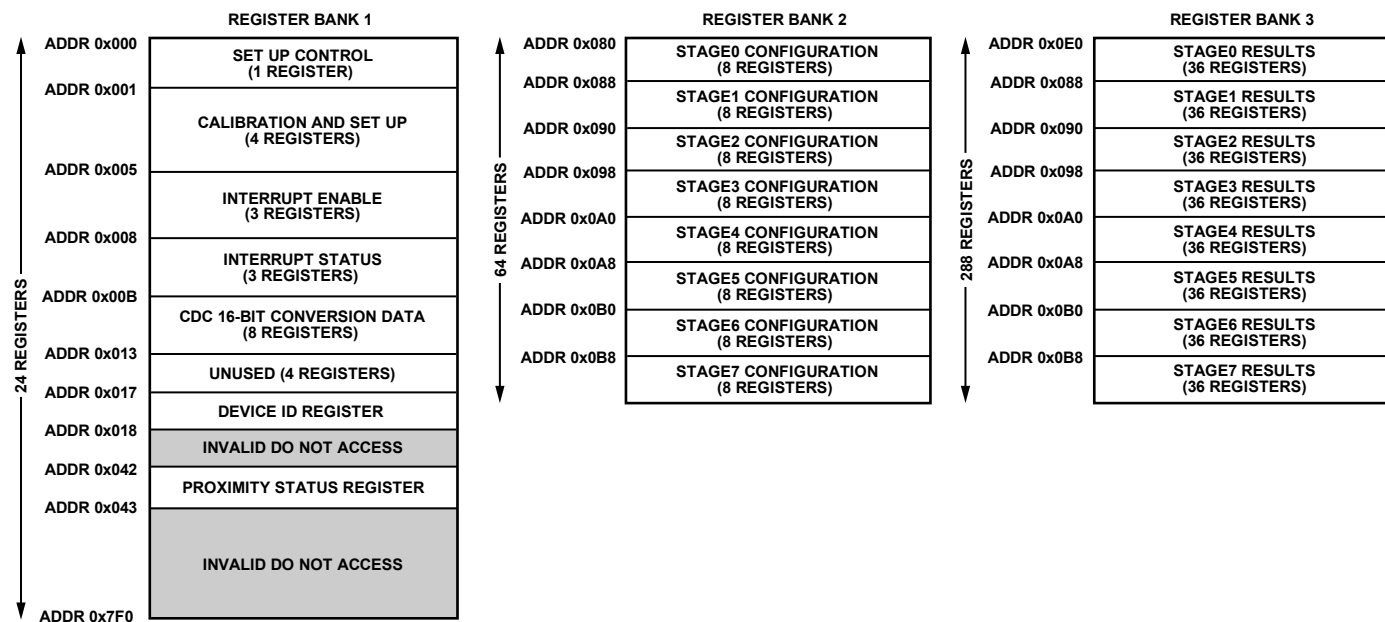 REGISTER BANK 1
ADDR 0x000
SET UP CONTROL
(1 REGISTER)
ADDR 0x001
CALIBRATION AND SET UP
(4 REGISTERS)
ADDR 0x005
INTERRUPT ENABLE
(3 REGISTERS)
ADDR 0x008
INTERRUPT STATUS
(3 REGISTERS)
ADDR 0x00B
CDC 16-BIT CONVERSION DATA
(8 REGISTERS)
ADDR 0x013
UNUSED (4 REGISTERS)
ADDR 0x017
DEVICE ID REGISTER
ADDR 0x018
INVALID DO NOT ACCESS
ADDR 0x042
PROXIMITY STATUS REGISTER
ADDR 0x043
INVALID DO NOT ACCESS
ADDR 0x7F0
24 REGISTERS
REGISTER BANK 2
ADDR 0x080
STAGE0 CONFIGURATION
(8 REGISTERS)
ADDR 0x088
STAGE1 CONFIGURATION
(8 REGISTERS)
ADDR 0x090
STAGE2 CONFIGURATION
(8 REGISTERS)
ADDR 0x098
STAGE3 CONFIGURATION
(8 REGISTERS)
ADDR 0x0A0
STAGE4 CONFIGURATION
(8 REGISTERS)
ADDR 0x0A8
STAGE5 CONFIGURATION
(8 REGISTERS)
ADDR 0x0B0
STAGE6 CONFIGURATION
(8 REGISTERS)
ADDR 0x0B8
STAGE7 CONFIGURATION
(8 REGISTERS)
64 REGISTERS
REGISTER BANK 3
ADDR 0x0E0
STAGE0 RESULTS
(36 REGISTERS)
ADDR 0x088
STAGE1 RESULTS
(36 REGISTERS)
ADDR 0x090
STAGE2 RESULTS
(36 REGISTERS)
ADDR 0x098
STAGE3 RESULTS
(36 REGISTERS)
ADDR 0x0A0
STAGE4 RESULTS
(36 REGISTERS)
ADDR 0x0A8
STAGE5 RESULTS
(36 REGISTERS)
ADDR 0x0B0
STAGE6 RESULTS
(36 REGISTERS)
ADDR 0x0B8
STAGE7 RESULTS
(36 REGISTERS)
288 REGISTERS